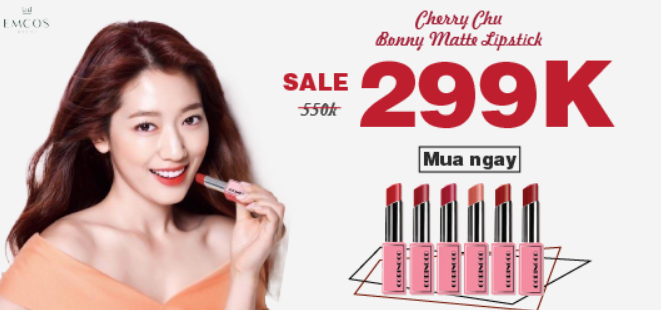 EMCOS
Cherry Chu
Bonny Matte Lipstick
SALE
550k
299K
Mua ngay